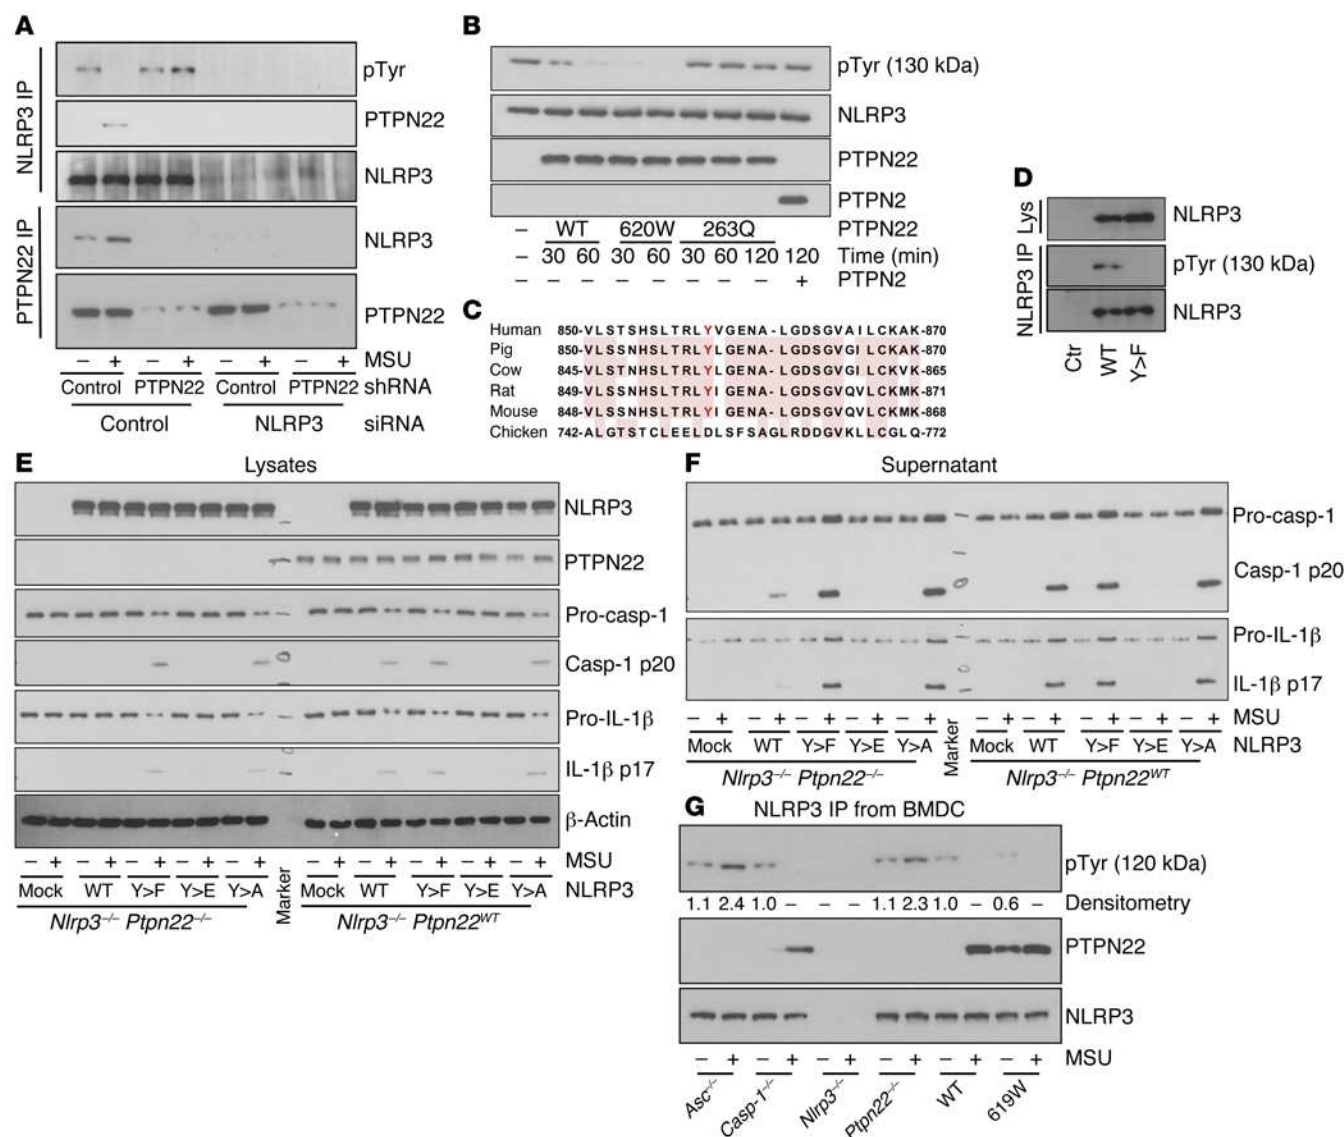 A
NLRP3 IP
pTyr
PTPN22
NLRP3
PTPN22 IP
NLRP3
PTPN22
– + – + – + – + MSU
Control PTPN22 Control PTPN22 shRNA
Control NLRP3 siRNA
B
pTyr (130 kDa)
NLRP3
PTPN22
PTPN2
– WT 620W 263Q PTPN22
– 30 60 30 60 30 60 120 120 Time (min)
– – – – – + PTPN2
C
Human 850-VLSTSHSLTRLYVGENA-LGDSGVAILCKAK-870
Pig 850-VLSSNHSLTRLYLGENA-LGDSGVGILCKAK-870
Cow 845-VLSTNHSLTRLYLGENA-LGDSGVGILCKVK-865
Rat 849-VLSSNHSLTRLYIGENA-LGDSGVQVLCKMK-871
Mouse 848-VLSSNHSLTRLYIGENA-LGDSGVQVLCKMK-868
Chicken 742-ALGTSTCLEELDLSFSAGLRDDGVKLLCGLQ-772
D
Lys
NLRP3
NLRP3 IP
pTyr (130 kDa)
NLRP3
Ctr WT Y>F
E
Lysates
NLRP3
PTPN22
Pro-casp-1
Casp-1 p20
Pro-IL-1β
IL-1β p17
β-Actin
– + – + – + – + – + – + – + – + – + – + MSU
Mock WT Y>F Y>E Y>A Marker Mock WT Y>F Y>E Y>A NLRP3
Nlrp3–/– Ptpn22–/– Nlrp3–/– Ptpn22WT
F
Supernatant
Pro-casp-1
Casp-1 p20
Pro-IL-1β
IL-1β p17
– + – + – + – + – + – + – + – + – + – + MSU
Mock WT Y>F Y>E Y>A Marker Mock WT Y>F Y>E Y>A NLRP3
Nlrp3–/– Ptpn22–/– Nlrp3–/– Ptpn22WT
G
NLRP3 IP from BMDC
pTyr (120 kDa)
1.1 2.4 1.0 – – – 1.1 2.3 1.0 – 0.6 – Densitometry
PTPN22
NLRP3
– + – + – + – + – + – + MSU
Asc–/– Casp-1–/– Nlrp3–/– Ptpn22–/– WT 619W